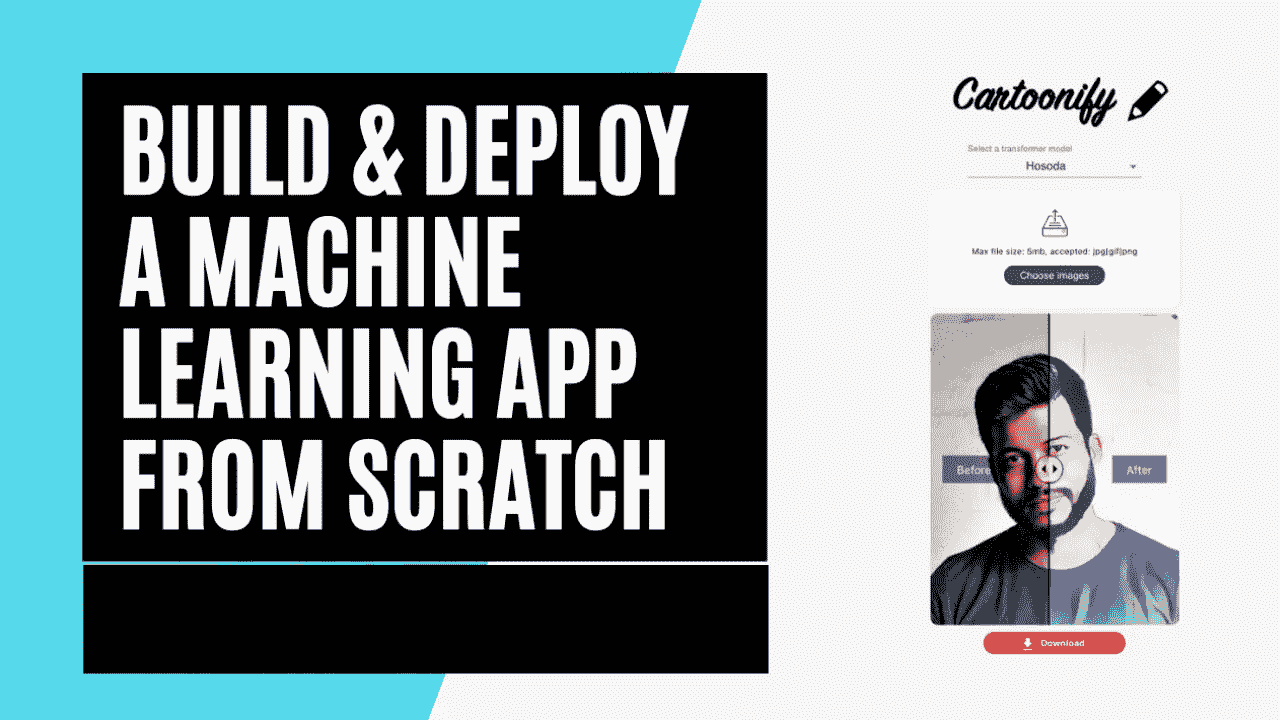 BUILD & DEPLOY
A MACHINE
LEARNING APP
FROM SCRATCH
Cartoonify
Select a transformer model
Hosoda
Max file size: 5mb, accepted: jpg|gif|png
Choose images
Before
After
Download